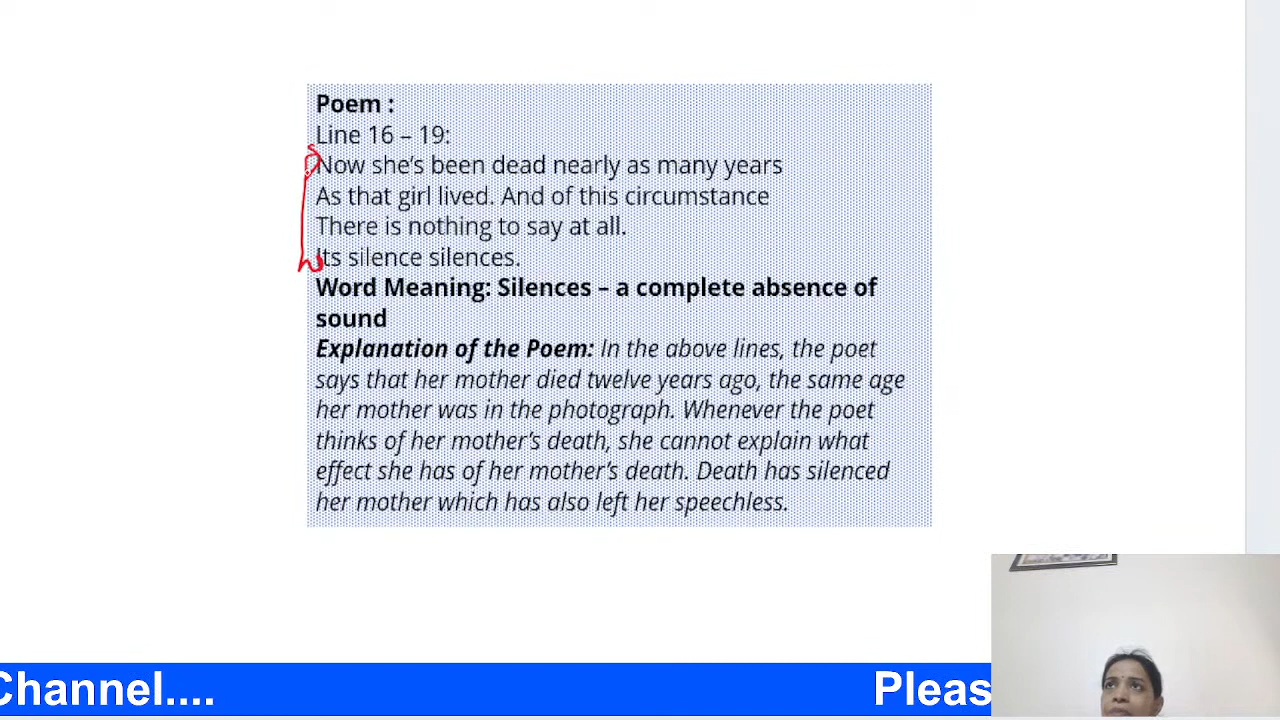 Poem :
Line 16 – 19:
Now she's been dead nearly as many years
As that girl lived. And of this circumstance
There is nothing to say at all.
Its silence silences.
Word Meaning: Silences – a complete absence of
sound
Explanation of the Poem: In the above lines, the poet
says that her mother died twelve years ago, the same age
her mother was in the photograph. Whenever the poet
thinks of her mother's death, she cannot explain what
effect she has of her mother's death. Death has silenced
her mother which has also left her speechless.
Channel.... Pleas